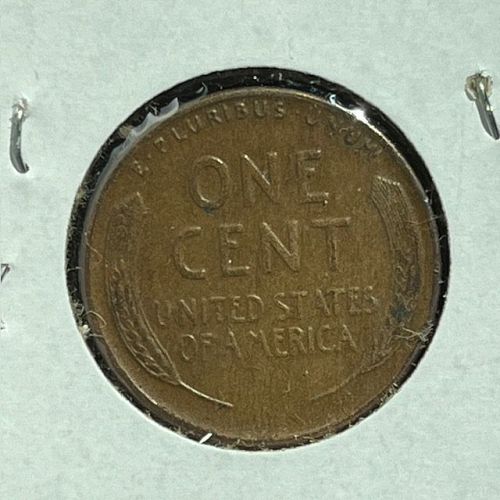 E·PLURIBUS·UNUM
ONE
CENT
UNITED STATES
OF AMERICA